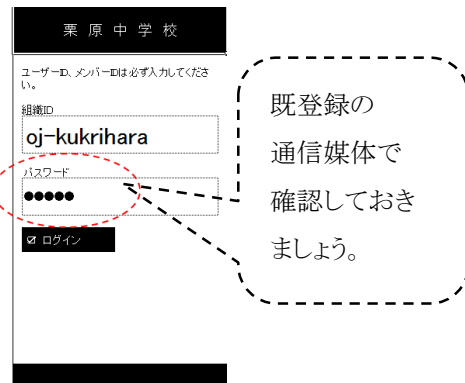 栗原中学校
ユーザーID、メンバーIDは必ず入力してくださ
い。
組織ID
oj-kukrihara
パスワード
●●●●●
ログイン
既登録の
通信媒体で
確認しておき
ましょう。